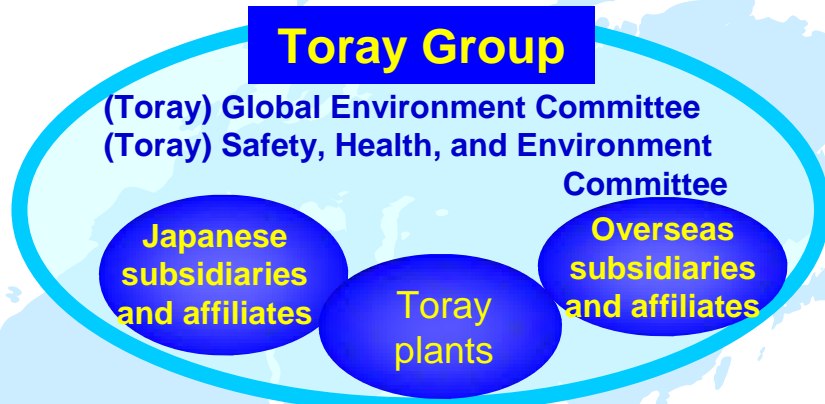 Toray Group
(Toray) Global Environment Committee
(Toray) Safety, Health, and Environment
Committee
Japanese
subsidiaries
and affiliates
Toray
plants
Overseas
subsidiaries
and affiliates